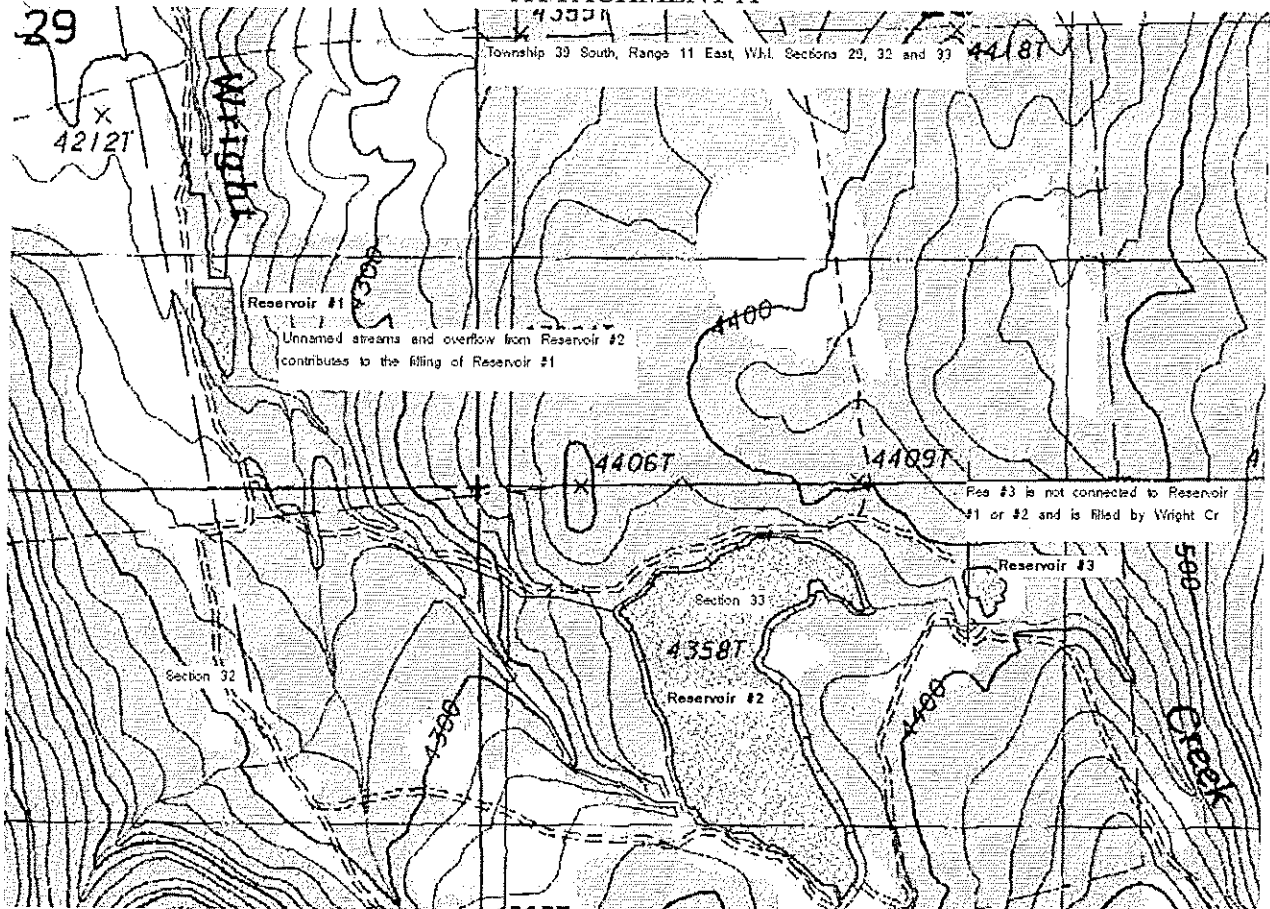 29
Township 39 South, Range 11 East, W.M. Sections 29, 32 and 33
4418T
4212T
Wright
4300
Reservoir #1
Unnamed streams and overflow from Reservoir #2
contributes to the filling of Reservoir #1
4400
4406T
4409T
Res #3 is not connected to Reservoir
#1 or #2 and is filled by Wright Cr
Reservoir #3
500
Section 33
4358T
Section 32
Reservoir #2
4300
4400
Creek